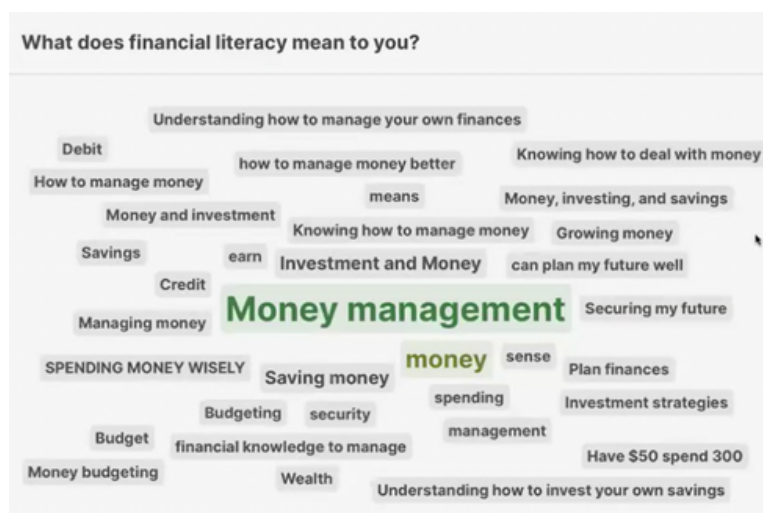 What does financial literacy mean to you?
Understanding how to manage your own finances
Debit
how to manage money better
Knowing how to deal with money
How to manage money
means
Money, investing, and savings
Money and investment
Knowing how to manage money
Growing money
Savings
earn
Investment and Money
can plan my future well
Credit
Money management
Securing my future
Managing money
SPENDING MONEY WISELY
money
sense
Saving money
Plan finances
spending
Investment strategies
Budgeting
security
management
Budget
financial knowledge to manage
Have $50 spend 300
Money budgeting
Wealth
Understanding how to invest your own savings